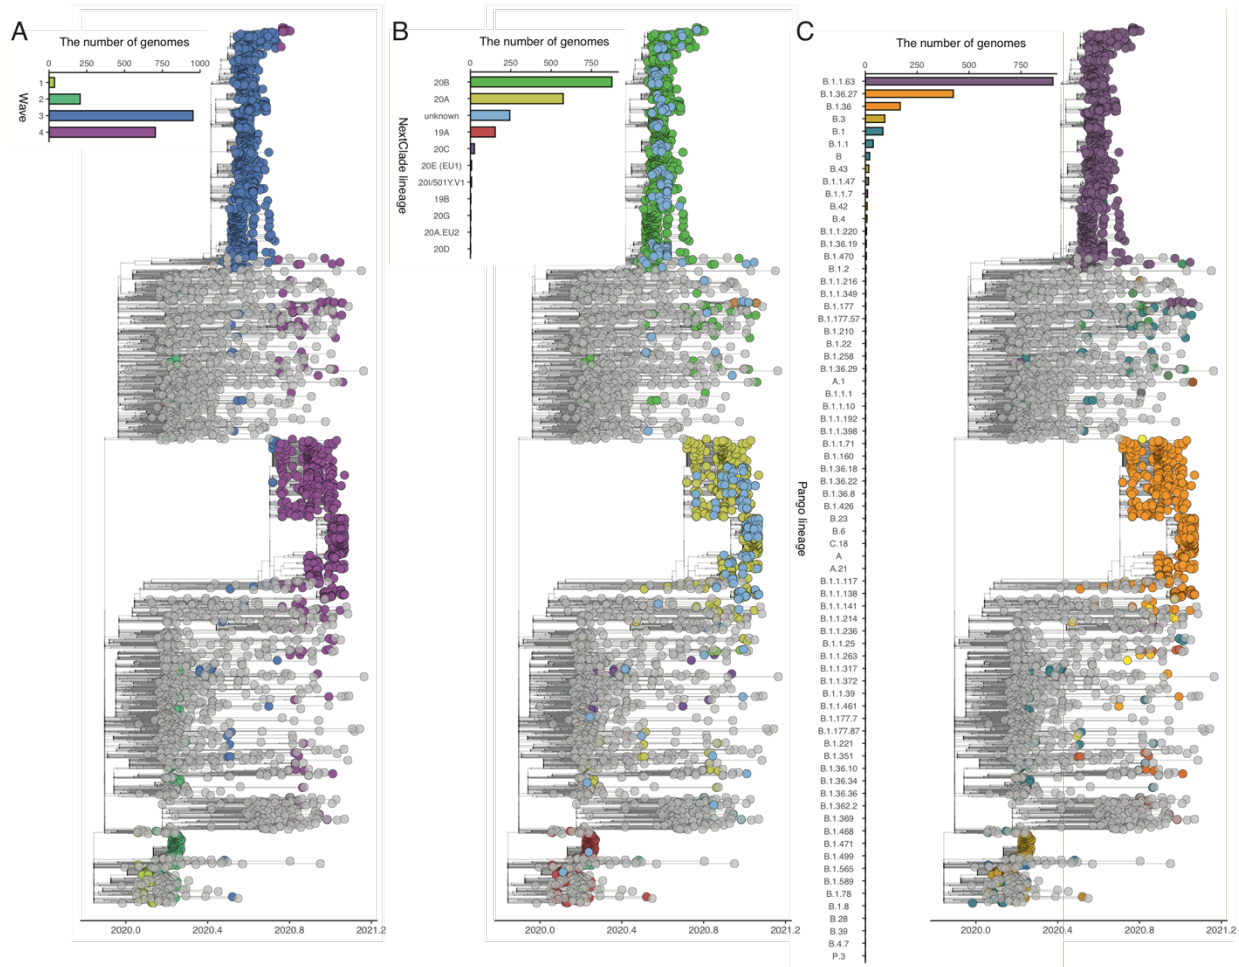 A
The number of genomes
0 250 500 750 1000
Wave
1
2
3
4
2020.0 2020.4 2020.8 2021.2
B
The number of genomes
0 250 500 750
NextClade lineage
20B
20A
unknown
19A
20C
20E (EU1)
20I/501Y.V1
19B
20G
20A.EU2
20D
2020.0 2020.4 2020.8 2021.2
C
The number of genomes
0 250 500 750
Pango lineage
B.1.1.63
B.1.36.27
B.1.36
B.3
B.1
B.1.1
B
B.43
B.1.1.47
B.1.1.7
B.42
B.4
B.1.1.220
B.1.36.19
B.1.470
B.1.2
B.1.1.216
B.1.1.349
B.1.177
B.1.177.57
B.1.210
B.1.22
B.1.258
B.1.36.29
A.1
B.1.1.1
B.1.1.10
B.1.1.192
B.1.1.398
B.1.1.71
B.1.160
B.1.36.18
B.1.36.22
B.1.36.8
B.1.426
B.23
B.6
C.18
A
A.21
B.1.1.117
B.1.1.138
B.1.1.141
B.1.1.214
B.1.1.236
B.1.1.25
B.1.1.263
B.1.1.317
B.1.1.372
B.1.1.39
B.1.1.461
B.1.177.7
B.1.177.87
B.1.221
B.1.351
B.1.36.10
B.1.36.34
B.1.36.36
B.1.362.2
B.1.369
B.1.468
B.1.471
B.1.499
B.1.565
B.1.589
B.1.78
B.1.8
B.28
B.39
B.4.7
P.3
2020.0 2020.4 2020.8 2021.2